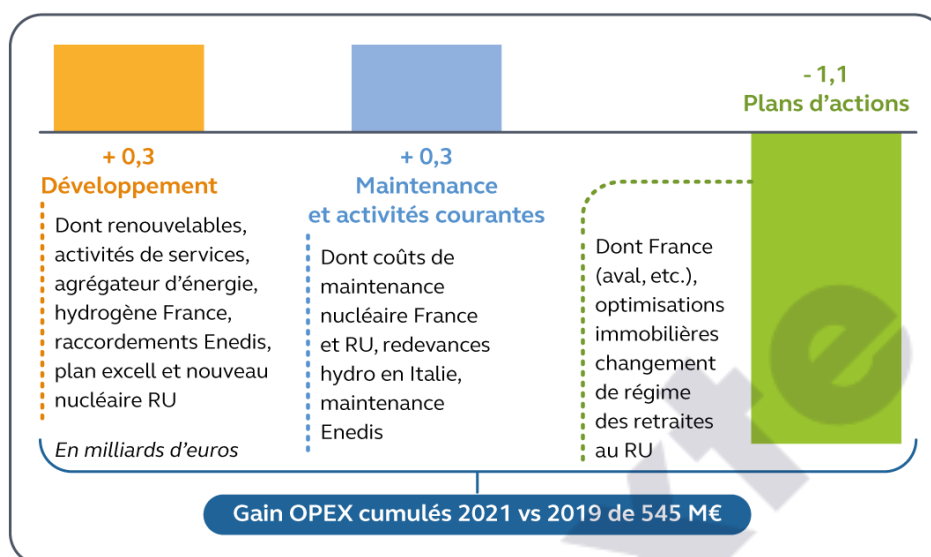 + 0,3
Développement
Dont renouvelables,
activités de services,
agrégateur d’énergie,
hydrogène France,
raccordements Enedis,
plan excell et nouveau
nucléaire RU
En milliards d’euros
+ 0,3
Maintenance
et activités courantes
Dont coûts de
maintenance
nucléaire France
et RU, redevances
hydro en Italie,
maintenance
Enedis
- 1,1
Plans d’actions
Dont France
(aval, etc.),
optimisations
immobilières
changement
de régime
des retraites
au RU
Gain OPEX cumulés 2021 vs 2019 de 545 M€